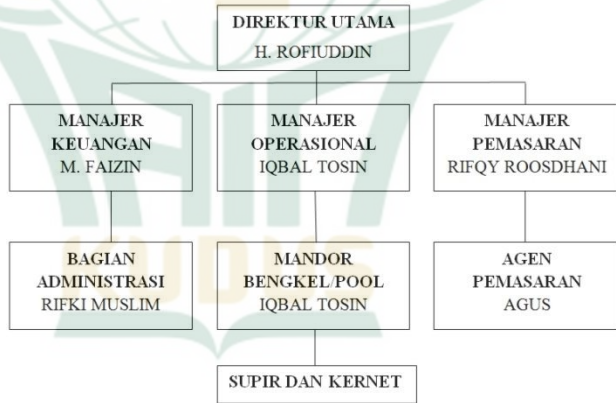 DIREKTUR UTAMA
H. ROFIUDDIN
MANAJER
KEUANGAN
M. FAIZIN
MANAJER
OPERASIONAL
IQBAL TOSIN
MANAJER
PEMASARAN
RIFQY ROOSDHANI
BAGIAN
ADMINISTRASI
RIFKI MUSLIM
MANDOR
BENGKEL/POOL
IQBAL TOSIN
AGEN
PEMASARAN
AGUS
SUPIR DAN KERNET
KUDUS